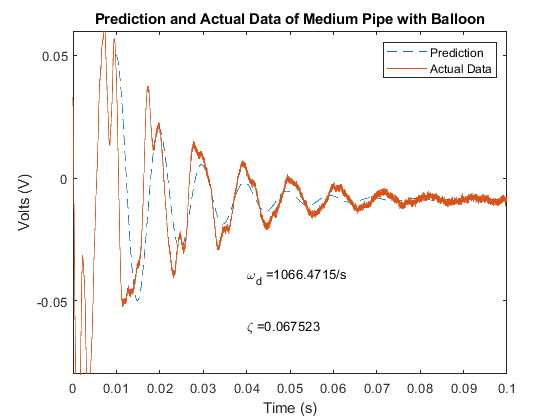 Prediction and Actual Data of Medium Pipe with Balloon
Prediction
Actual Data
0.05
0
-0.05
Volts (V)
ω_d =1066.4715/s
ζ =0.067523
0 0.01 0.02 0.03 0.04 0.05 0.06 0.07 0.08 0.09 0.1
Time (s)